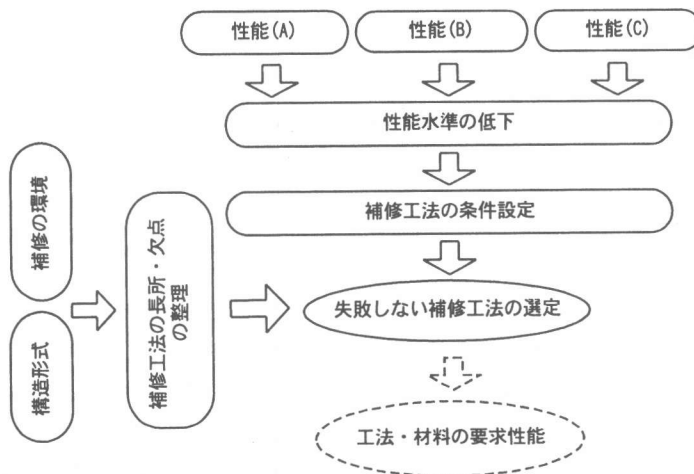 性能(A)
性能(B)
性能(C)
性能水準の低下
補修工法の条件設定
補修の環境
構造形式
補修工法の長所・欠点
の整理
失敗しない補修工法の選定
工法・材料の要求性能